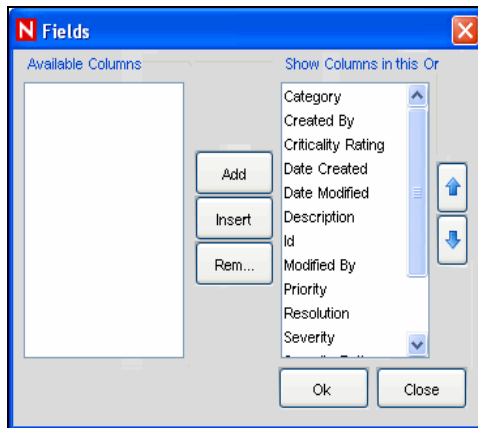 N Fields
Available Columns
Show Columns in this Or
Category
Created By
Criticality Rating
Date Created
Date Modified
Description
Id
Modified By
Priority
Resolution
Severity
Add
Insert
Rem...
Ok
Close